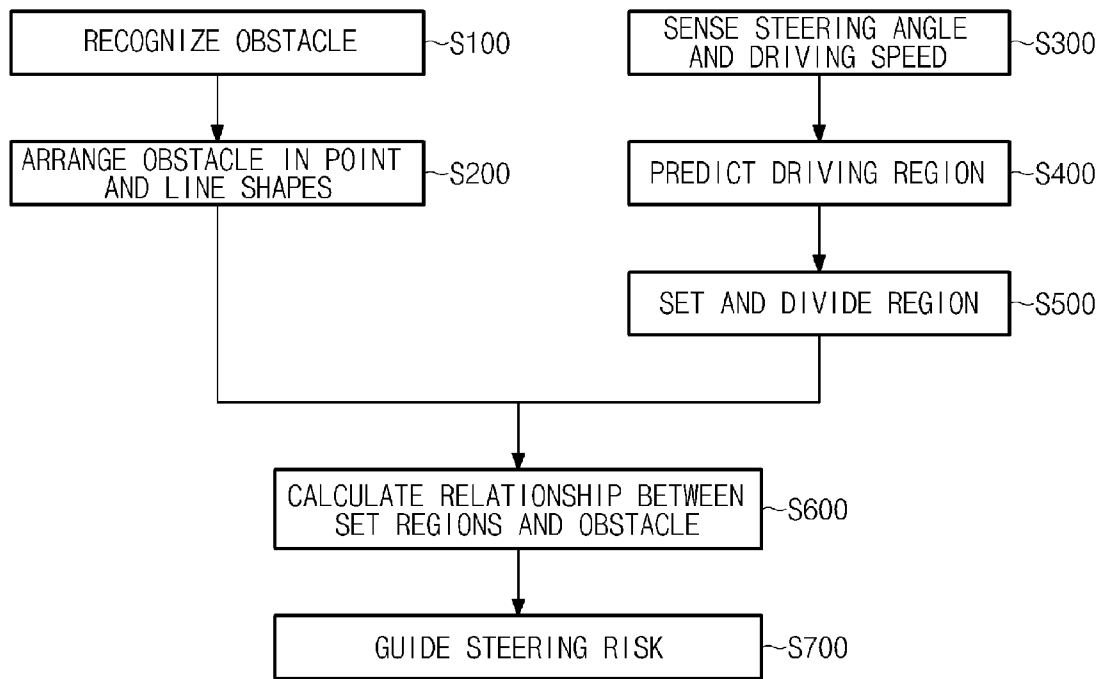 RECOGNIZE OBSTACLE
~S100
ARRANGE OBSTACLE IN POINT
AND LINE SHAPES
~S200
SENSE STEERING ANGLE
AND DRIVING SPEED
~S300
PREDICT DRIVING REGION
~S400
SET AND DIVIDE REGION
~S500
CALCULATE RELATIONSHIP BETWEEN
SET REGIONS AND OBSTACLE
~S600
GUIDE STEERING RISK
~S700